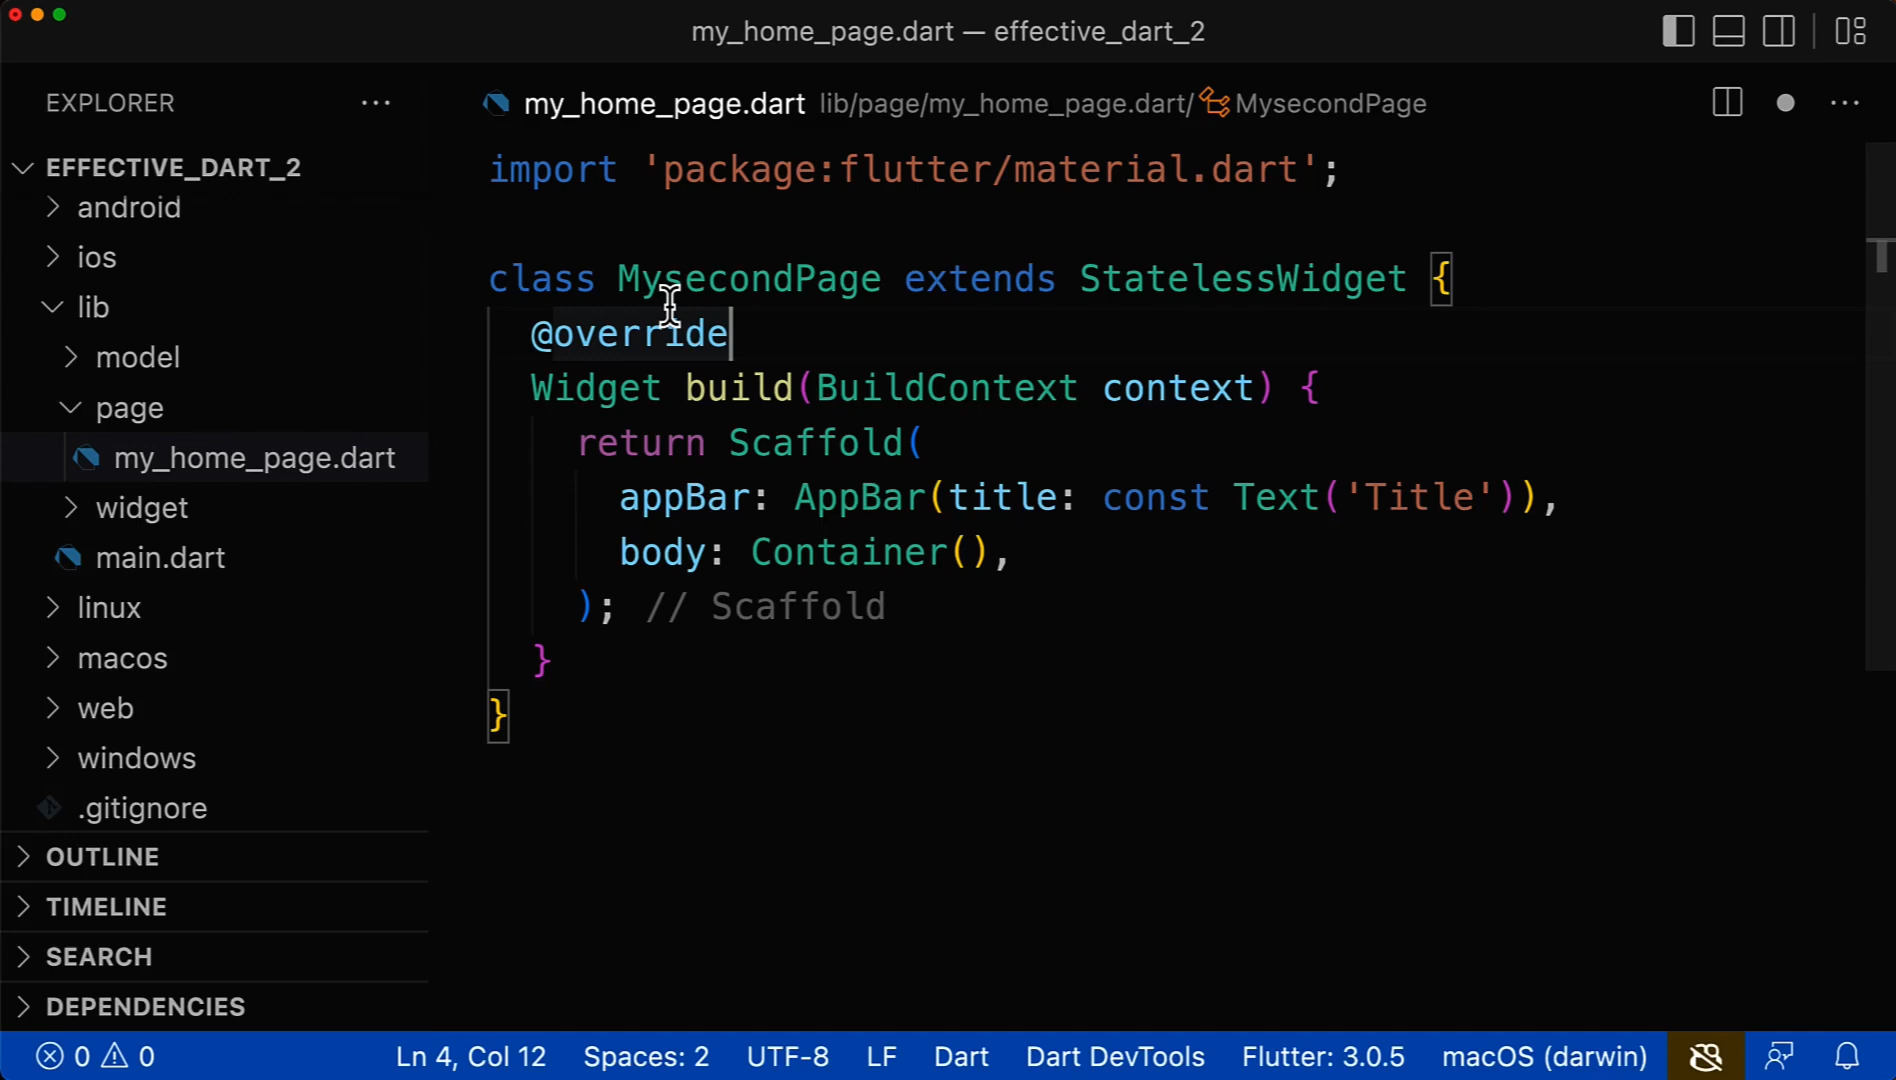 my_home_page.dart — effective_dart_2
EXPLORER
EFFECTIVE_DART_2
android
ios
lib
model
page
my_home_page.dart
widget
main.dart
linux
macos
web
windows
.gitignore
OUTLINE
TIMELINE
SEARCH
DEPENDENCIES
my_home_page.dart lib/page/my_home_page.dart/ MysecondPage
import 'package:flutter/material.dart';
class MysecondPage extends StatelessWidget {
@override
Widget build(BuildContext context) {
return Scaffold(
appBar: AppBar(title: const Text('Title')),
body: Container(),
); // Scaffold
}
}
0 0 Ln 4, Col 12 Spaces: 2 UTF-8 LF Dart Dart DevTools Flutter: 3.0.5 macOS (darwin)